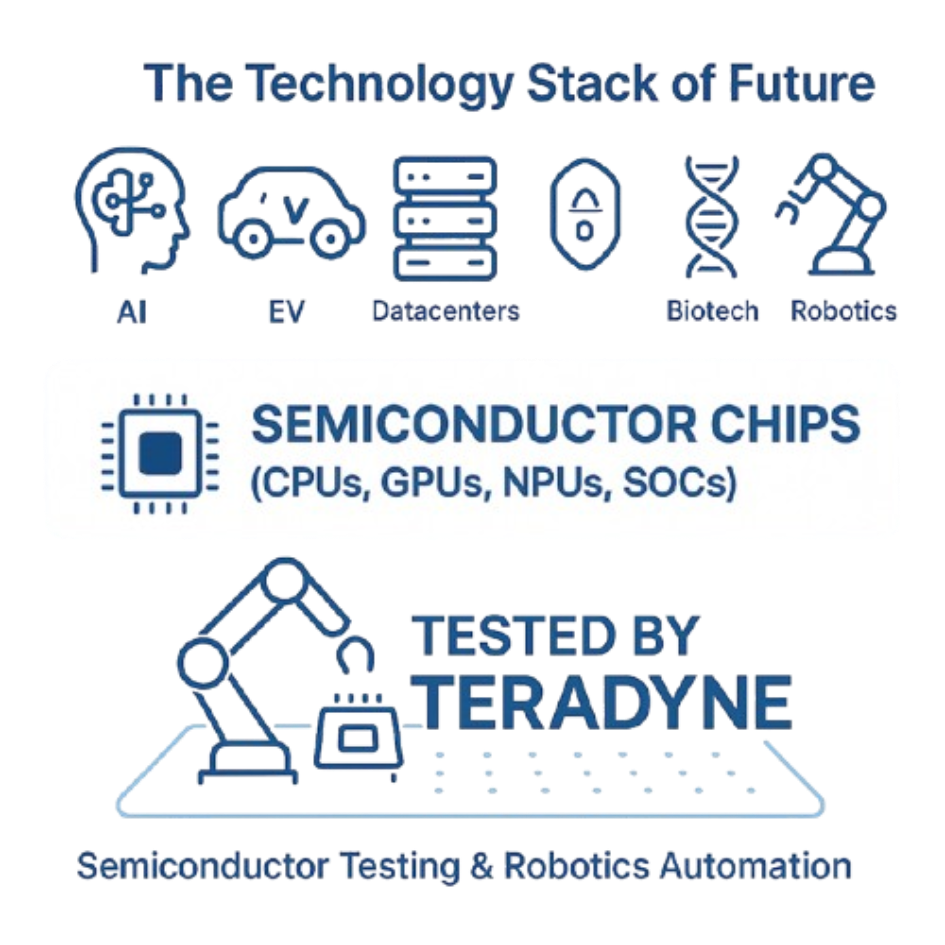 The Technology Stack of Future
V
AI EV Datacenters Biotech Robotics
SEMICONDUCTOR CHIPS
(CPUs, GPUs, NPUs, SOCs)
TESTED BY
TERADYNE
Semiconductor Testing & Robotics Automation